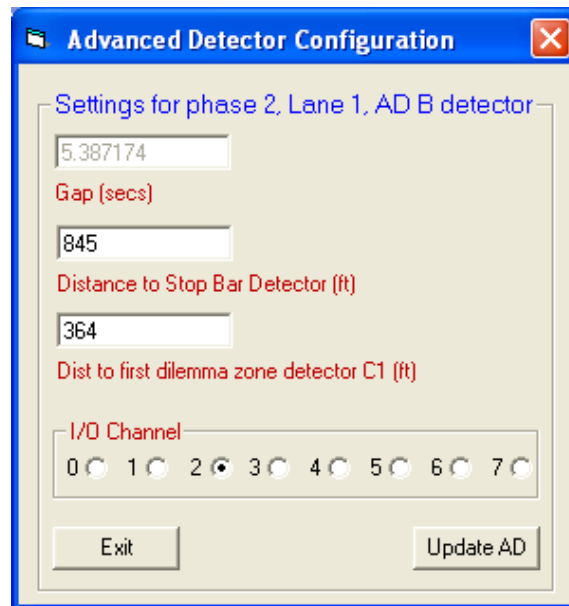 Advanced Detector Configuration
Settings for phase 2, Lane 1, AD B detector
5.387174
Gap (secs)
845
Distance to Stop Bar Detector (ft)
364
Dist to first dilemma zone detector C1 (ft)
I/O Channel
0 1 2 3 4 5 6 7
Exit Update AD